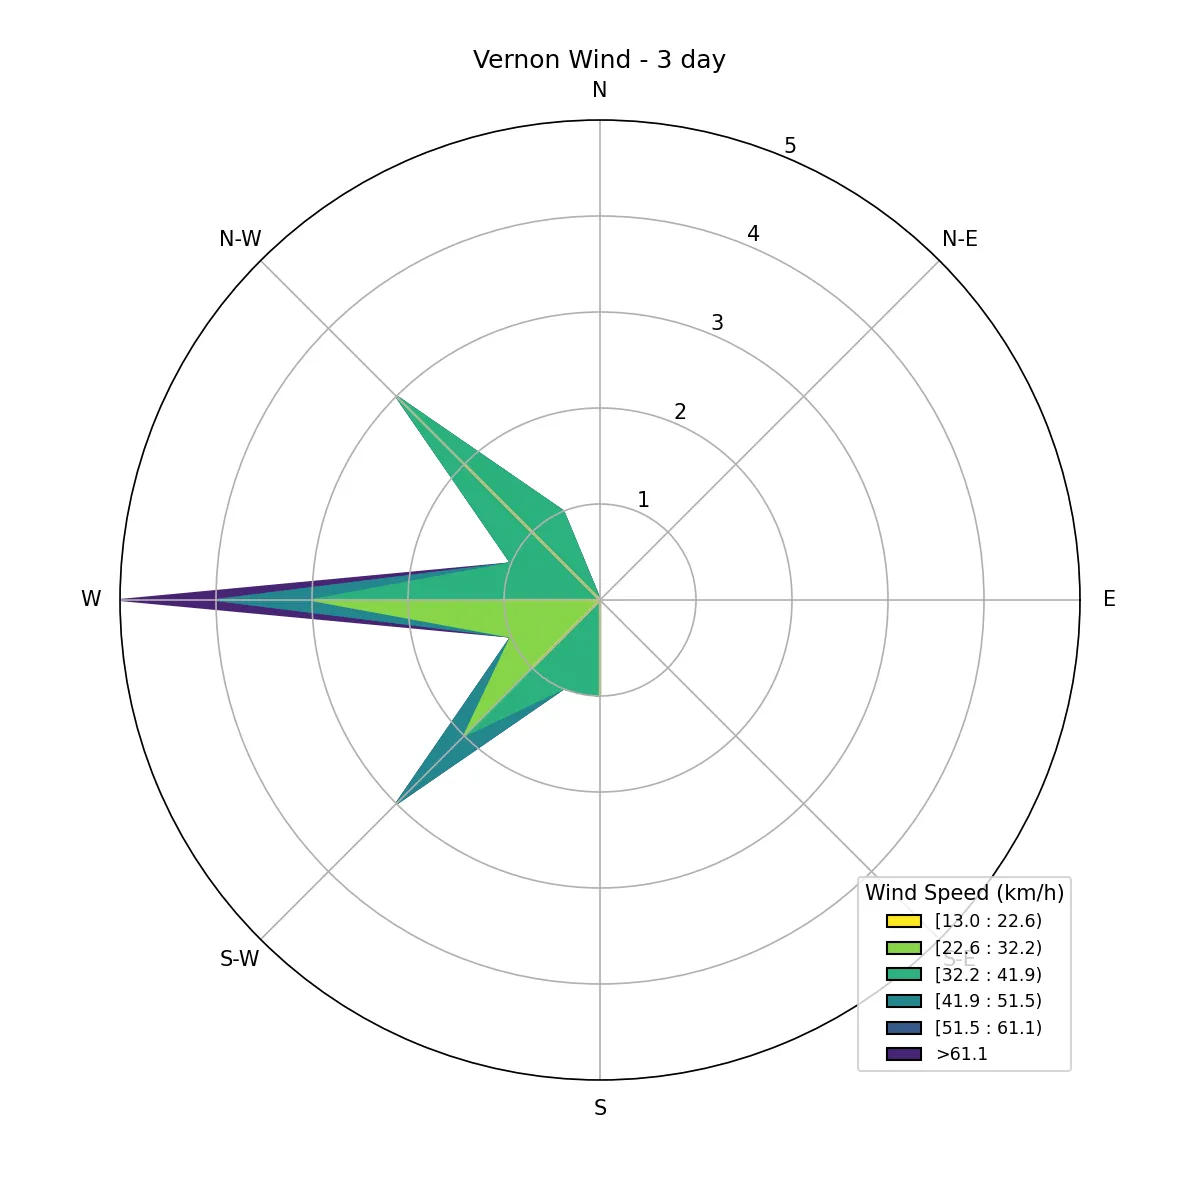 Vernon Wind - 3 day
N
5
N-W
N-E
4
3
2
1
W
E
Wind Speed (km/h)
[13.0 : 22.6)
[22.6 : 32.2)
S-W
S-E
[32.2 : 41.9)
[41.9 : 51.5)
[51.5 : 61.1)
>61.1
S